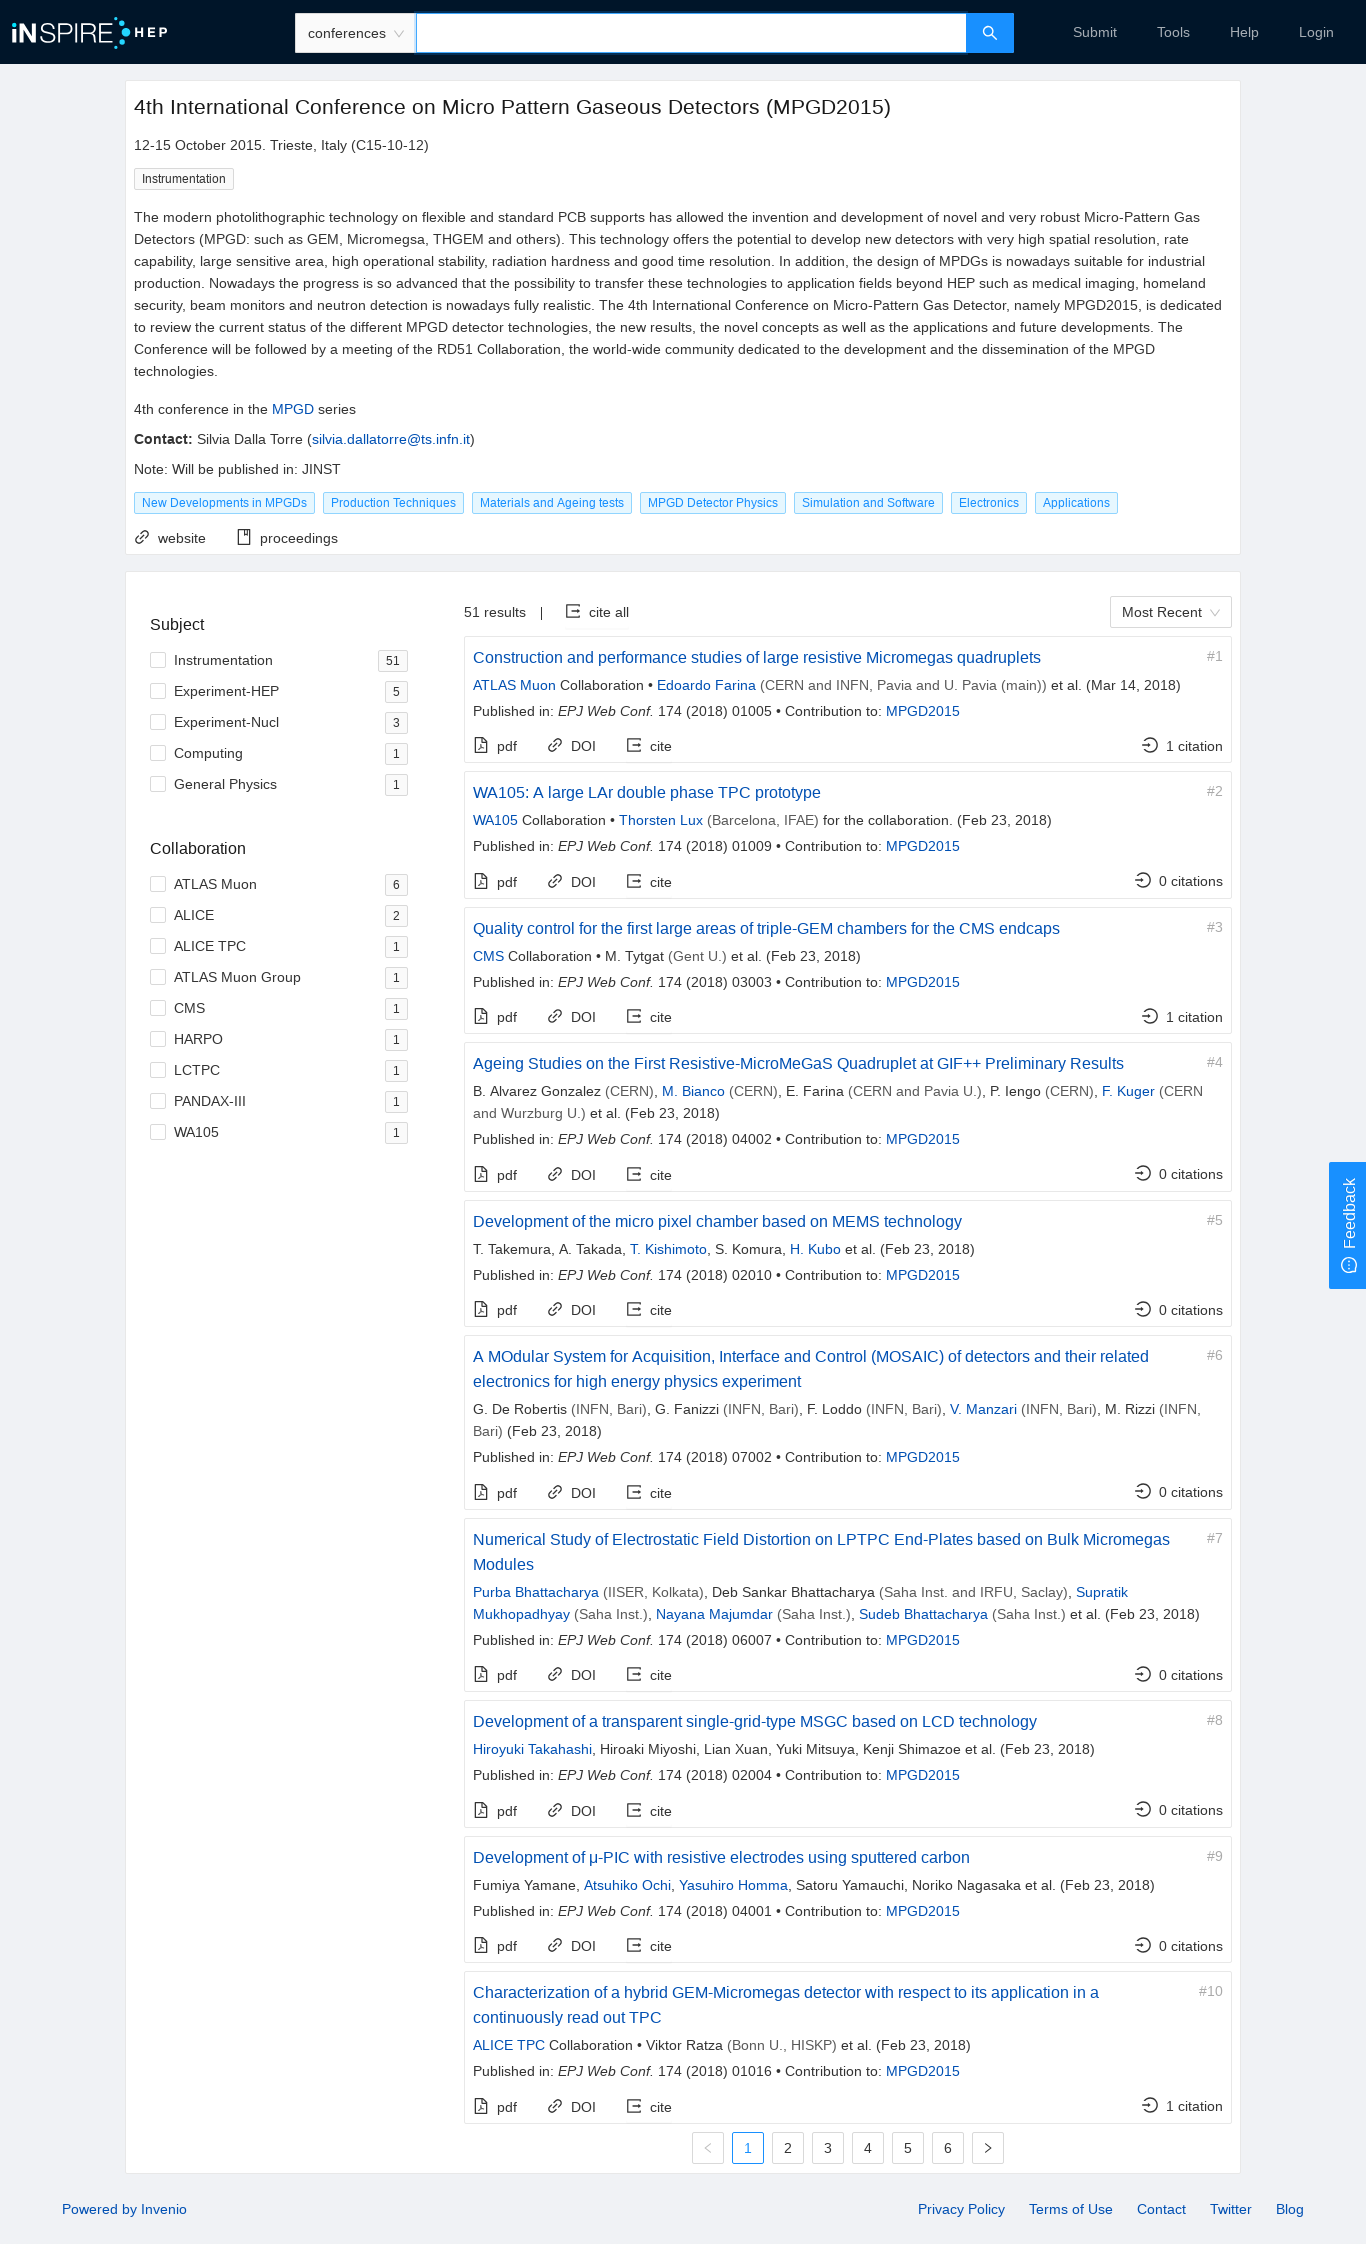 iNSPIRE HEP
conferences
Submit Tools Help Login
4th International Conference on Micro Pattern Gaseous Detectors (MPGD2015)
12-15 October 2015. Trieste, Italy (C15-10-12)
Instrumentation
The modern photolithographic technology on flexible and standard PCB supports has allowed the invention and development of novel and very robust Micro-Pattern Gas
Detectors (MPGD: such as GEM, Micromegsa, THGEM and others). This technology offers the potential to develop new detectors with very high spatial resolution, rate
capability, large sensitive area, high operational stability, radiation hardness and good time resolution. In addition, the design of MPDGs is nowadays suitable for industrial
production. Nowadays the progress is so advanced that the possibility to transfer these technologies to application fields beyond HEP such as medical imaging, homeland
security, beam monitors and neutron detection is nowadays fully realistic. The 4th International Conference on Micro-Pattern Gas Detector, namely MPGD2015, is dedicated
to review the current status of the different MPGD detector technologies, the new results, the novel concepts as well as the applications and future developments. The
Conference will be followed by a meeting of the RD51 Collaboration, the world-wide community dedicated to the development and the dissemination of the MPGD
technologies.
4th conference in the MPGD series
Contact: Silvia Dalla Torre (silvia.dallatorre@ts.infn.it)
Note: Will be published in: JINST
New Developments in MPGDs Production Techniques Materials and Ageing tests MPGD Detector Physics Simulation and Software Electronics Applications
website proceedings
Subject
Instrumentation 51
Experiment-HEP 5
Experiment-Nucl 3
Computing 1
General Physics 1
Collaboration
ATLAS Muon 6
ALICE 2
ALICE TPC 1
ATLAS Muon Group 1
CMS 1
HARPO 1
LCTPC 1
PANDAX-III 1
WA105 1
51 results | cite all Most Recent
Construction and performance studies of large resistive Micromegas quadruplets #1
ATLAS Muon Collaboration • Edoardo Farina (CERN and INFN, Pavia and U. Pavia (main)) et al. (Mar 14, 2018)
Published in: EPJ Web Conf. 174 (2018) 01005 • Contribution to: MPGD2015
pdf DOI cite 1 citation
WA105: A large LAr double phase TPC prototype #2
WA105 Collaboration • Thorsten Lux (Barcelona, IFAE) for the collaboration. (Feb 23, 2018)
Published in: EPJ Web Conf. 174 (2018) 01009 • Contribution to: MPGD2015
pdf DOI cite 0 citations
Quality control for the first large areas of triple-GEM chambers for the CMS endcaps #3
CMS Collaboration • M. Tytgat (Gent U.) et al. (Feb 23, 2018)
Published in: EPJ Web Conf. 174 (2018) 03003 • Contribution to: MPGD2015
pdf DOI cite 1 citation
Ageing Studies on the First Resistive-MicroMeGaS Quadruplet at GIF++ Preliminary Results #4
B. Alvarez Gonzalez (CERN), M. Bianco (CERN), E. Farina (CERN and Pavia U.), P. Iengo (CERN), F. Kuger (CERN
and Wurzburg U.) et al. (Feb 23, 2018)
Published in: EPJ Web Conf. 174 (2018) 04002 • Contribution to: MPGD2015
pdf DOI cite 0 citations
Development of the micro pixel chamber based on MEMS technology #5
T. Takemura, A. Takada, T. Kishimoto, S. Komura, H. Kubo et al. (Feb 23, 2018)
Published in: EPJ Web Conf. 174 (2018) 02010 • Contribution to: MPGD2015
pdf DOI cite 0 citations
A MOdular System for Acquisition, Interface and Control (MOSAIC) of detectors and their related #6
electronics for high energy physics experiment
G. De Robertis (INFN, Bari), G. Fanizzi (INFN, Bari), F. Loddo (INFN, Bari), V. Manzari (INFN, Bari), M. Rizzi (INFN,
Bari) (Feb 23, 2018)
Published in: EPJ Web Conf. 174 (2018) 07002 • Contribution to: MPGD2015
pdf DOI cite 0 citations
Numerical Study of Electrostatic Field Distortion on LPTPC End-Plates based on Bulk Micromegas #7
Modules
Purba Bhattacharya (IISER, Kolkata), Deb Sankar Bhattacharya (Saha Inst. and IRFU, Saclay), Supratik
Mukhopadhyay (Saha Inst.), Nayana Majumdar (Saha Inst.), Sudeb Bhattacharya (Saha Inst.) et al. (Feb 23, 2018)
Published in: EPJ Web Conf. 174 (2018) 06007 • Contribution to: MPGD2015
pdf DOI cite 0 citations
Development of a transparent single-grid-type MSGC based on LCD technology #8
Hiroyuki Takahashi, Hiroaki Miyoshi, Lian Xuan, Yuki Mitsuya, Kenji Shimazoe et al. (Feb 23, 2018)
Published in: EPJ Web Conf. 174 (2018) 02004 • Contribution to: MPGD2015
pdf DOI cite 0 citations
Development of μ-PIC with resistive electrodes using sputtered carbon #9
Fumiya Yamane, Atsuhiko Ochi, Yasuhiro Homma, Satoru Yamauchi, Noriko Nagasaka et al. (Feb 23, 2018)
Published in: EPJ Web Conf. 174 (2018) 04001 • Contribution to: MPGD2015
pdf DOI cite 0 citations
Characterization of a hybrid GEM-Micromegas detector with respect to its application in a #10
continuously read out TPC
ALICE TPC Collaboration • Viktor Ratza (Bonn U., HISKP) et al. (Feb 23, 2018)
Published in: EPJ Web Conf. 174 (2018) 01016 • Contribution to: MPGD2015
pdf DOI cite 1 citation
1 2 3 4 5 6
Feedback
Powered by Invenio
Privacy Policy Terms of Use Contact Twitter Blog